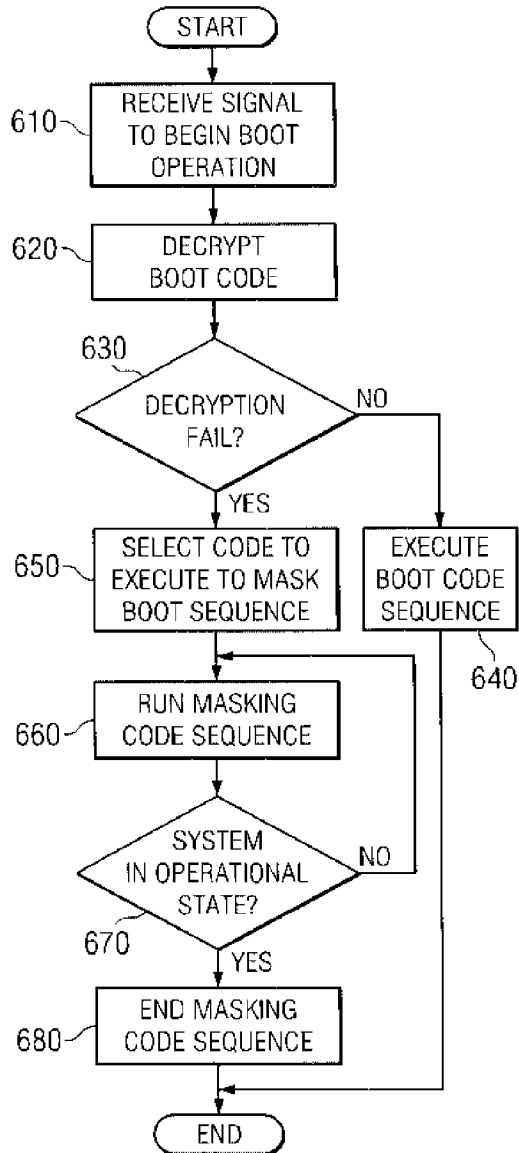 START
610
RECEIVE SIGNAL
TO BEGIN BOOT
OPERATION
620
DECRYPT
BOOT CODE
630
DECRYPTION
FAIL?
NO
YES
650
SELECT CODE TO
EXECUTE TO MASK
BOOT SEQUENCE
EXECUTE
BOOT CODE
SEQUENCE
640
660
RUN MASKING
CODE SEQUENCE
SYSTEM
IN OPERATIONAL
STATE?
NO
670
YES
680
END MASKING
CODE SEQUENCE
END